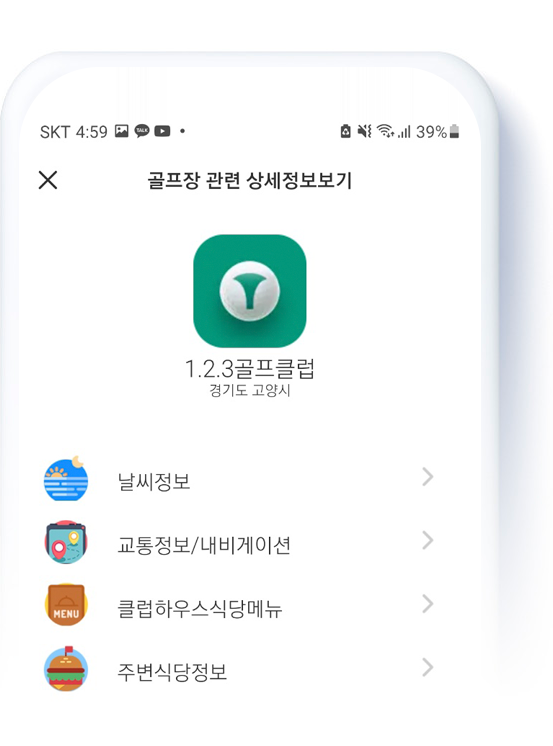 SKT 4:59 TALK 39%
골프장 관련 상세정보보기
1.2.3골프클럽
경기도 고양시
날씨정보
교통정보/내비게이션
MENU 클럽하우스식당메뉴
주변식당정보